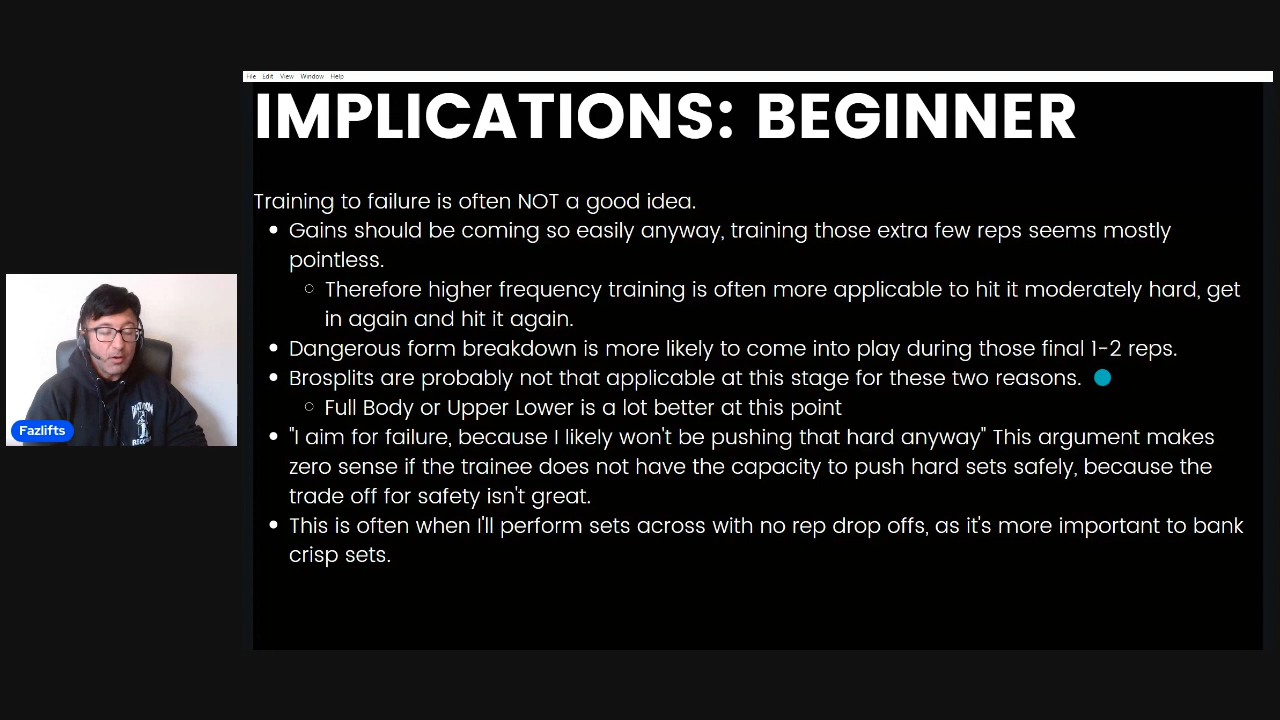 File Edit View Window Help
IMPLICATIONS: BEGINNER
Training to failure is often NOT a good idea.
Gains should be coming so easily anyway, training those extra few reps seems mostly
pointless.
Therefore higher frequency training is often more applicable to hit it moderately hard, get
in again and hit it again.
Dangerous form breakdown is more likely to come into play during those final 1-2 reps.
Brosplits are probably not that applicable at this stage for these two reasons.
Full Body or Upper Lower is a lot better at this point
"I aim for failure, because I likely won't be pushing that hard anyway" This argument makes
zero sense if the trainee does not have the capacity to push hard sets safely, because the
trade off for safety isn't great.
This is often when I'll perform sets across with no rep drop offs, as it's more important to bank
crisp sets.
Fazlifts